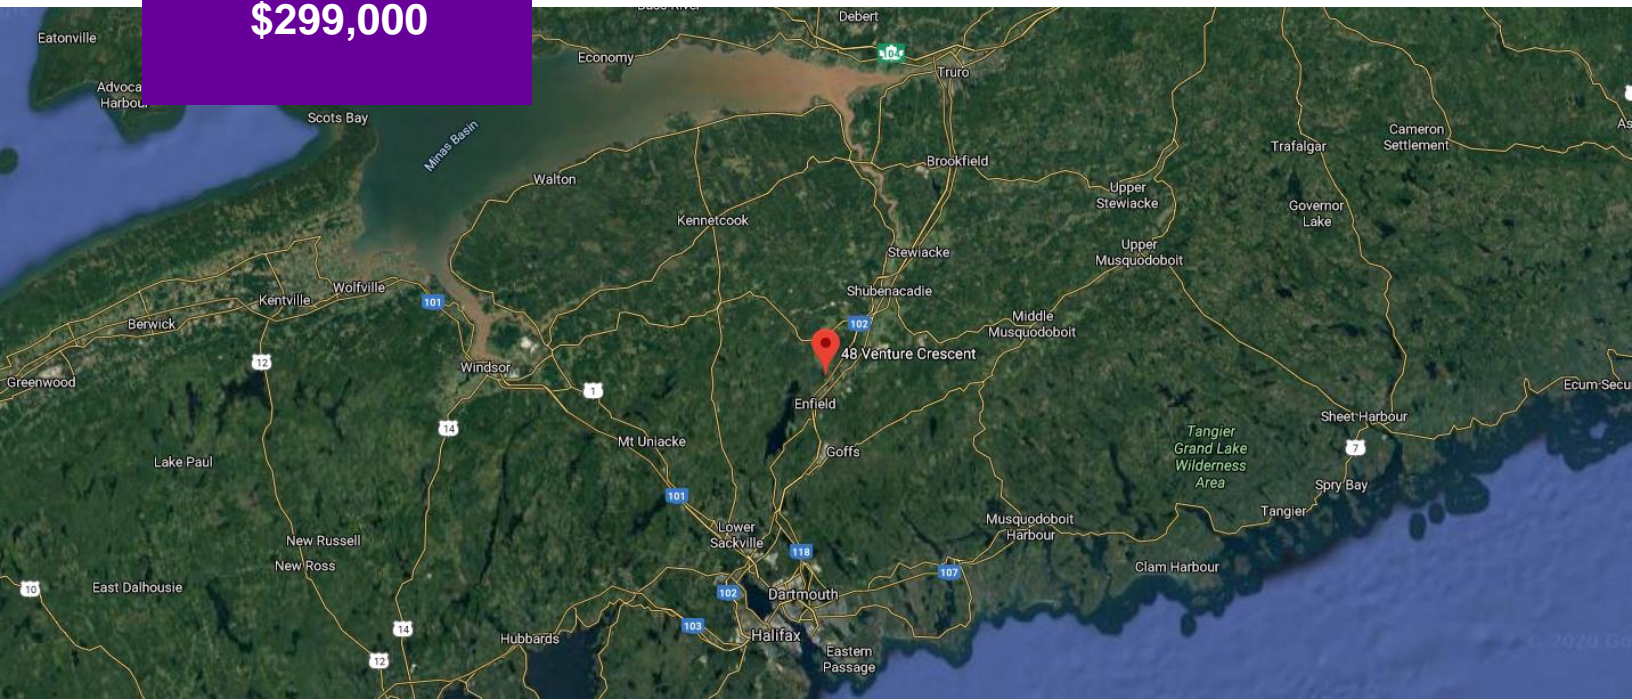 $299,000
Debert
Eatonville
Economy
104
Truro
Harbour
Scots Bay
Minas Basin
Cameron
Settlement
Trafalgar
Brookfield
Walton
Upper
Stewiacke
Governor
Lake
Kennetcook
Upper
Musquodoboit
Stewiacke
Wolfville
Shubenacadie
Kentville
101
Berwick
102
Middle
Musquodoboit
48 Venture Crescent
12
Windsor
Greenwood
1
Enfield
Sheet Harbour
14
Mt Uniacke
Tangier
Grand Lake
Wilderness
Area
7
Goffs
Lake Paul
Spry Bay
101
Tangier
Lower
Sackville
Musquodoboit
Harbour
New Russell
118
New Ross
Clam Harbour
107
10
East Dalhousie
102
Dartmouth
14
103
Halifax
Hubbards
Eastern
Passage
12